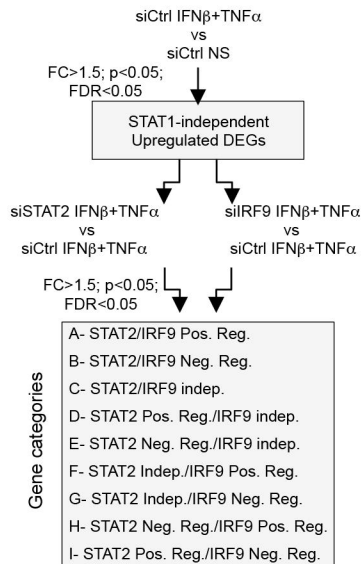 siCtrl IFNβ+TNFα
vs
siCtrl NS
FC>1.5; p<0.05;
FDR<0.05
STAT1-independent
Upregulated DEGs
siSTAT2 IFNβ+TNFα
vs
siCtrl IFNβ+TNFα
siIRF9 IFNβ+TNFα
vs
siCtrl IFNβ+TNFα
FC>1.5; p<0.05;
FDR<0.05
Gene categories
A- STAT2/IRF9 Pos. Reg.
B- STAT2/IRF9 Neg. Reg.
C- STAT2/IRF9 indep.
D- STAT2 Pos. Reg./IRF9 indep.
E- STAT2 Neg. Reg./IRF9 indep.
F- STAT2 Indep./IRF9 Pos. Reg.
G- STAT2 Indep./IRF9 Neg. Reg.
H- STAT2 Neg. Reg./IRF9 Pos. Reg.
I- STAT2 Pos. Reg./IRF9 Neg. Reg.